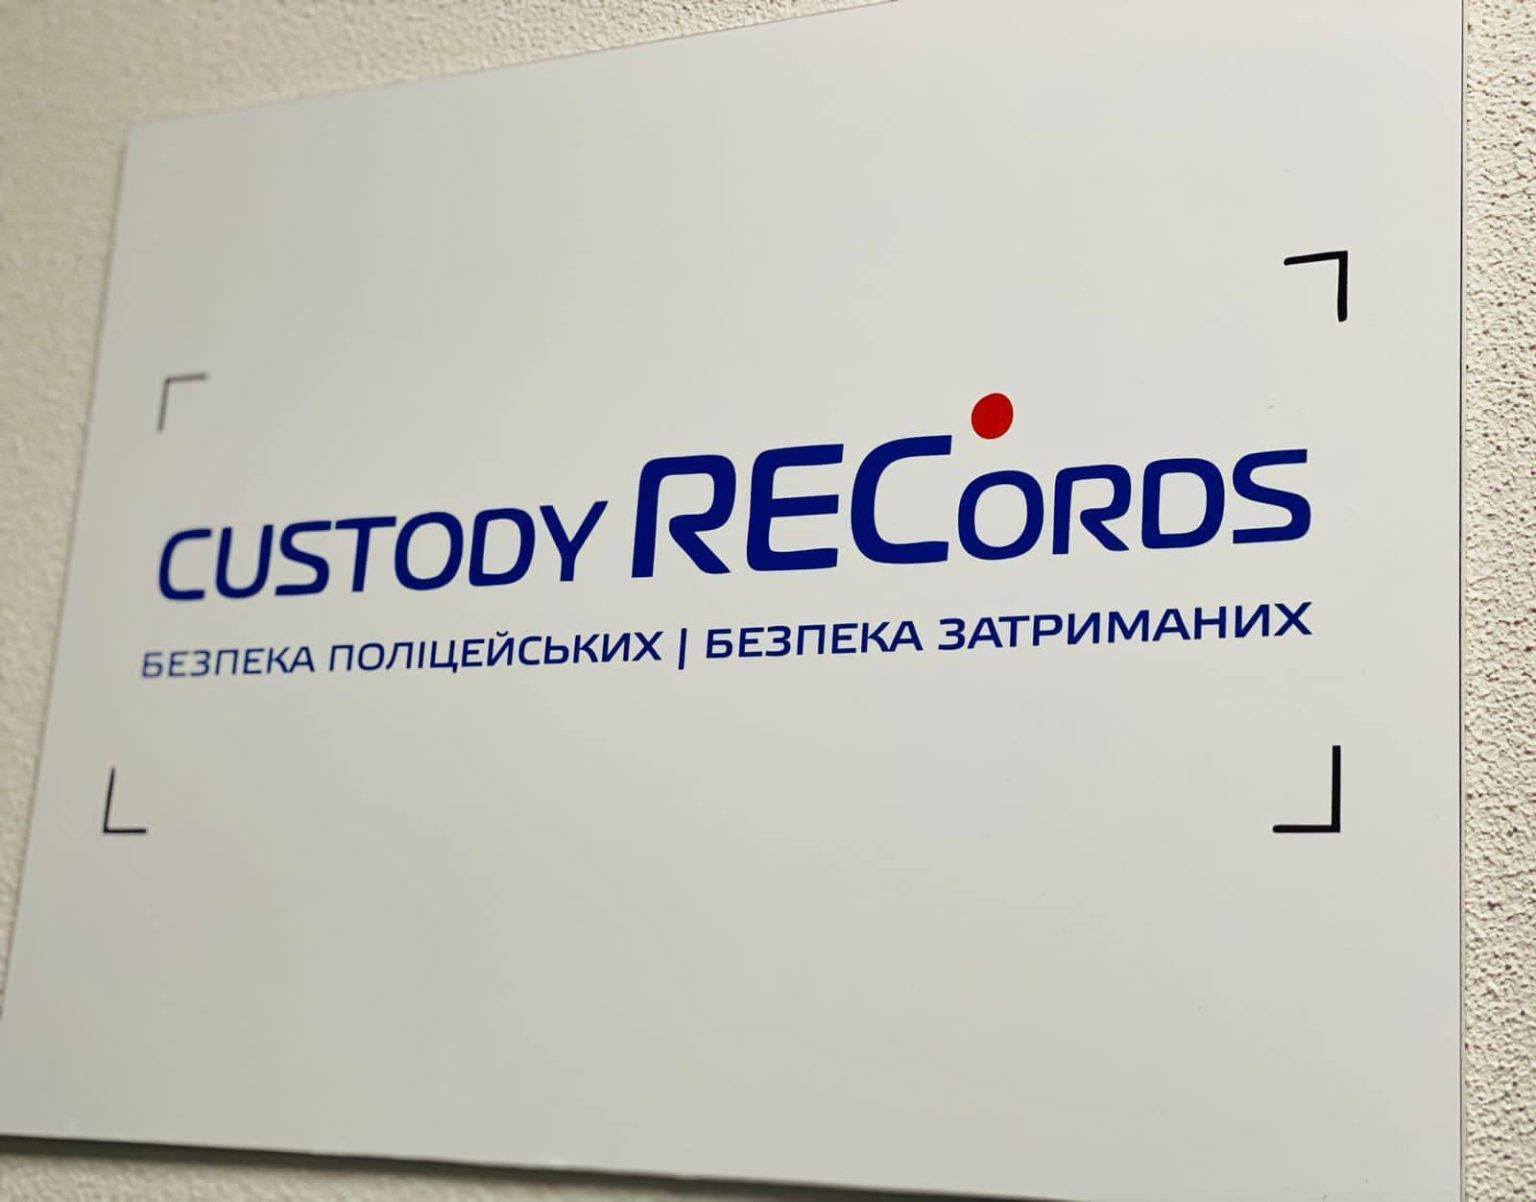 CUSTODY RECORDS
БЕЗПЕКА ПОЛІЦЕЙСЬКИХ | БЕЗПЕКА ЗАТРИМАНИХ